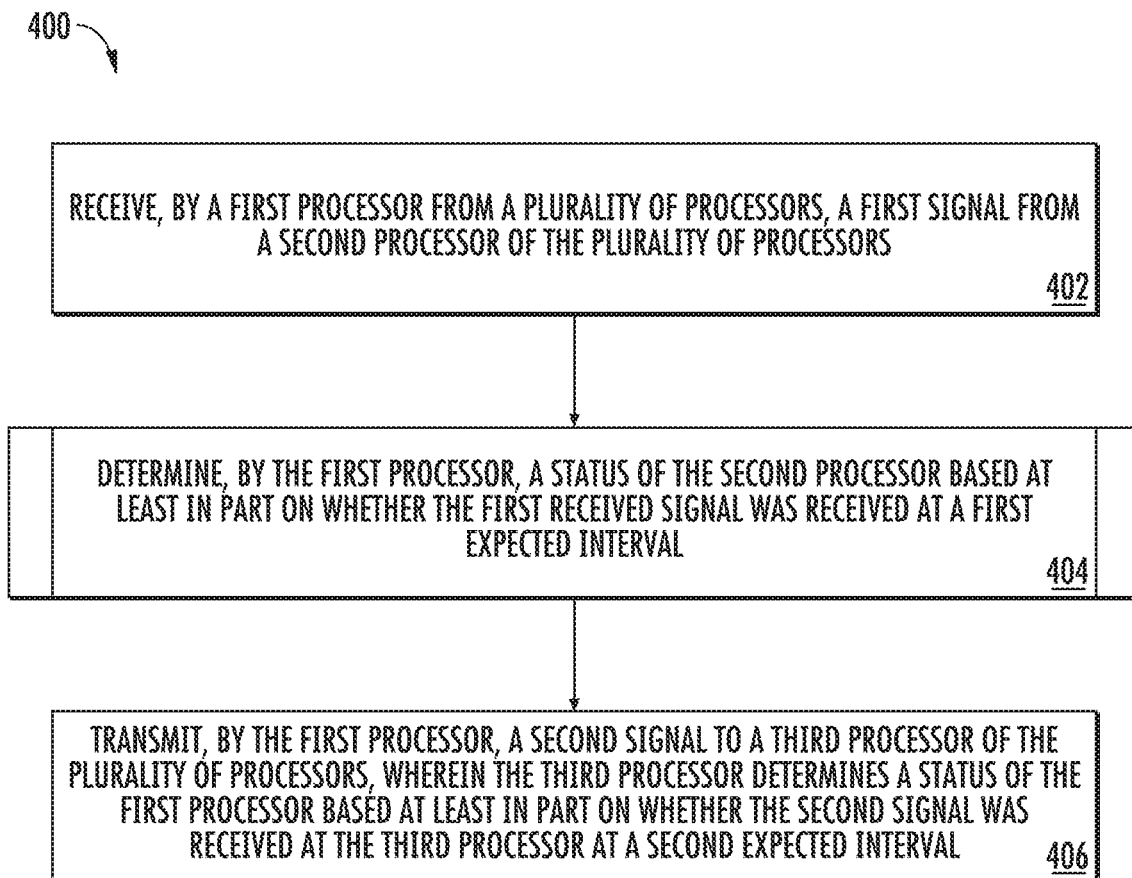 400
RECEIVE, BY A FIRST PROCESSOR FROM A PLURALITY OF PROCESSORS, A FIRST SIGNAL FROM
A SECOND PROCESSOR OF THE PLURALITY OF PROCESSORS
402
DETERMINE, BY THE FIRST PROCESSOR, A STATUS OF THE SECOND PROCESSOR BASED AT
LEAST IN PART ON WHETHER THE FIRST RECEIVED SIGNAL WAS RECEIVED AT A FIRST
EXPECTED INTERVAL
404
TRANSMIT, BY THE FIRST PROCESSOR, A SECOND SIGNAL TO A THIRD PROCESSOR OF THE
PLURALITY OF PROCESSORS, WHEREIN THE THIRD PROCESSOR DETERMINES A STATUS OF THE
FIRST PROCESSOR BASED AT LEAST IN PART ON WHETHER THE SECOND SIGNAL WAS
RECEIVED AT THE THIRD PROCESSOR AT A SECOND EXPECTED INTERVAL
406